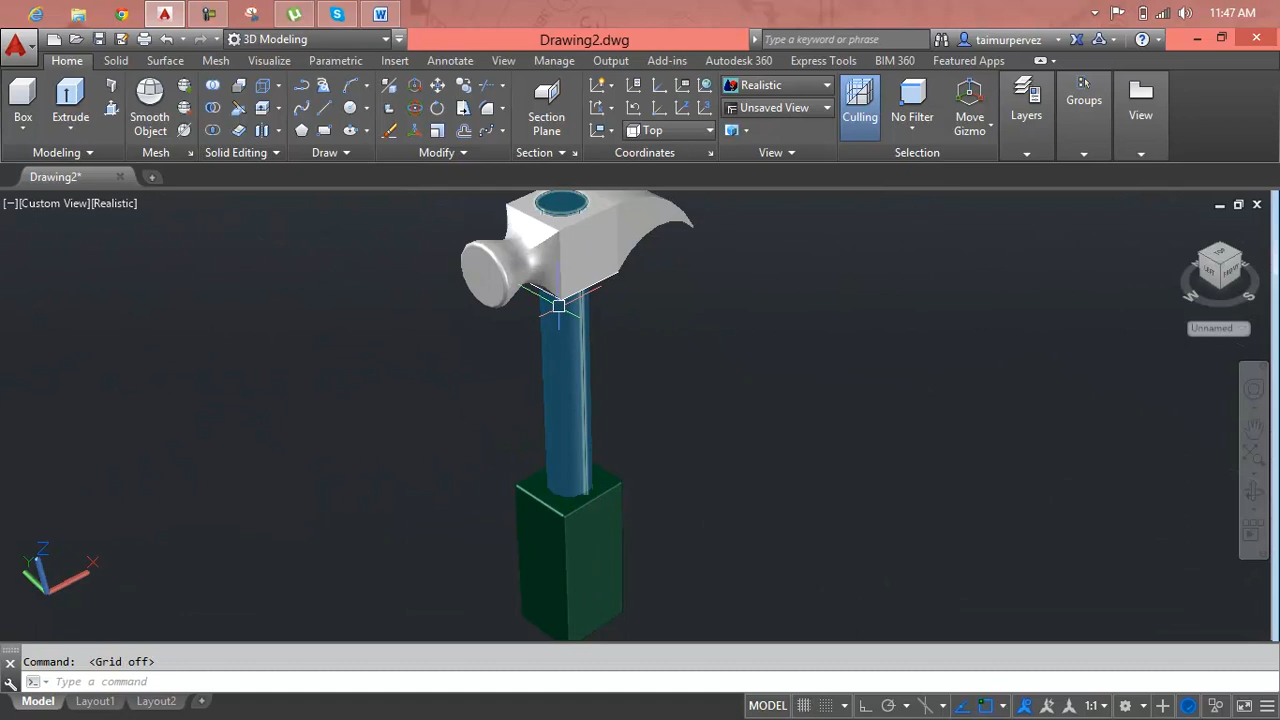 11:47 AM
3D Modeling
Drawing2.dwg
Type a keyword or phrase
taimurpervez
Home Solid Surface Mesh Visualize Parametric Insert Annotate View Manage Output Add-ins Autodesk 360 Express Tools BIM 360 Featured Apps
Box
Extrude
Smooth Object
Section Plane
Realistic
Unsaved View
Top
Culling
No Filter
Move Gizmo
Layers
Groups
View
Modeling
Mesh
Solid Editing
Draw
Modify
Section
Coordinates
View
Selection
Drawing2*
[−][Custom View][Realistic]
TOP
LEFT
FRONT
W
S
Unnamed
Z
Y
X
Command: <Grid off>
Type a command
Model Layout1 Layout2
MODEL
1:1